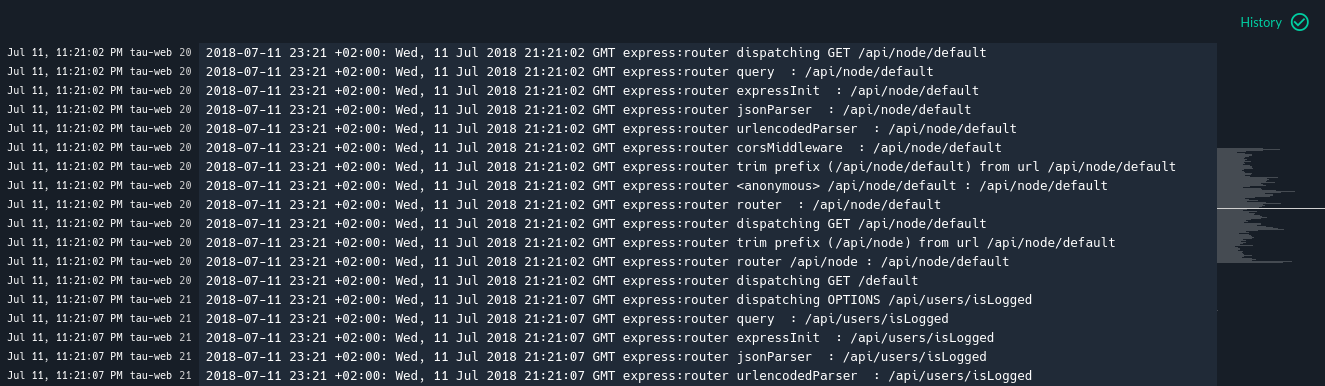 History
Jul 11, 11:21:02 PM tau-web 20 2018-07-11 23:21 +02:00: Wed, 11 Jul 2018 21:21:02 GMT express:router dispatching GET /api/node/default
Jul 11, 11:21:02 PM tau-web 20 2018-07-11 23:21 +02:00: Wed, 11 Jul 2018 21:21:02 GMT express:router query  : /api/node/default
Jul 11, 11:21:02 PM tau-web 20 2018-07-11 23:21 +02:00: Wed, 11 Jul 2018 21:21:02 GMT express:router expressInit  : /api/node/default
Jul 11, 11:21:02 PM tau-web 20 2018-07-11 23:21 +02:00: Wed, 11 Jul 2018 21:21:02 GMT express:router jsonParser  : /api/node/default
Jul 11, 11:21:02 PM tau-web 20 2018-07-11 23:21 +02:00: Wed, 11 Jul 2018 21:21:02 GMT express:router urlencodedParser  : /api/node/default
Jul 11, 11:21:02 PM tau-web 20 2018-07-11 23:21 +02:00: Wed, 11 Jul 2018 21:21:02 GMT express:router corsMiddleware  : /api/node/default
Jul 11, 11:21:02 PM tau-web 20 2018-07-11 23:21 +02:00: Wed, 11 Jul 2018 21:21:02 GMT express:router trim prefix (/api/node/default) from url /api/node/default
Jul 11, 11:21:02 PM tau-web 20 2018-07-11 23:21 +02:00: Wed, 11 Jul 2018 21:21:02 GMT express:router <anonymous> /api/node/default : /api/node/default
Jul 11, 11:21:02 PM tau-web 20 2018-07-11 23:21 +02:00: Wed, 11 Jul 2018 21:21:02 GMT express:router router  : /api/node/default
Jul 11, 11:21:02 PM tau-web 20 2018-07-11 23:21 +02:00: Wed, 11 Jul 2018 21:21:02 GMT express:router dispatching GET /api/node/default
Jul 11, 11:21:02 PM tau-web 20 2018-07-11 23:21 +02:00: Wed, 11 Jul 2018 21:21:02 GMT express:router trim prefix (/api/node) from url /api/node/default
Jul 11, 11:21:02 PM tau-web 20 2018-07-11 23:21 +02:00: Wed, 11 Jul 2018 21:21:02 GMT express:router router /api/node : /api/node/default
Jul 11, 11:21:02 PM tau-web 20 2018-07-11 23:21 +02:00: Wed, 11 Jul 2018 21:21:02 GMT express:router dispatching GET /default
Jul 11, 11:21:07 PM tau-web 21 2018-07-11 23:21 +02:00: Wed, 11 Jul 2018 21:21:07 GMT express:router dispatching OPTIONS /api/users/isLogged
Jul 11, 11:21:07 PM tau-web 21 2018-07-11 23:21 +02:00: Wed, 11 Jul 2018 21:21:07 GMT express:router query  : /api/users/isLogged
Jul 11, 11:21:07 PM tau-web 21 2018-07-11 23:21 +02:00: Wed, 11 Jul 2018 21:21:07 GMT express:router expressInit  : /api/users/isLogged
Jul 11, 11:21:07 PM tau-web 21 2018-07-11 23:21 +02:00: Wed, 11 Jul 2018 21:21:07 GMT express:router jsonParser  : /api/users/isLogged
Jul 11, 11:21:07 PM tau-web 21 2018-07-11 23:21 +02:00: Wed, 11 Jul 2018 21:21:07 GMT express:router urlencodedParser  : /api/users/isLogged